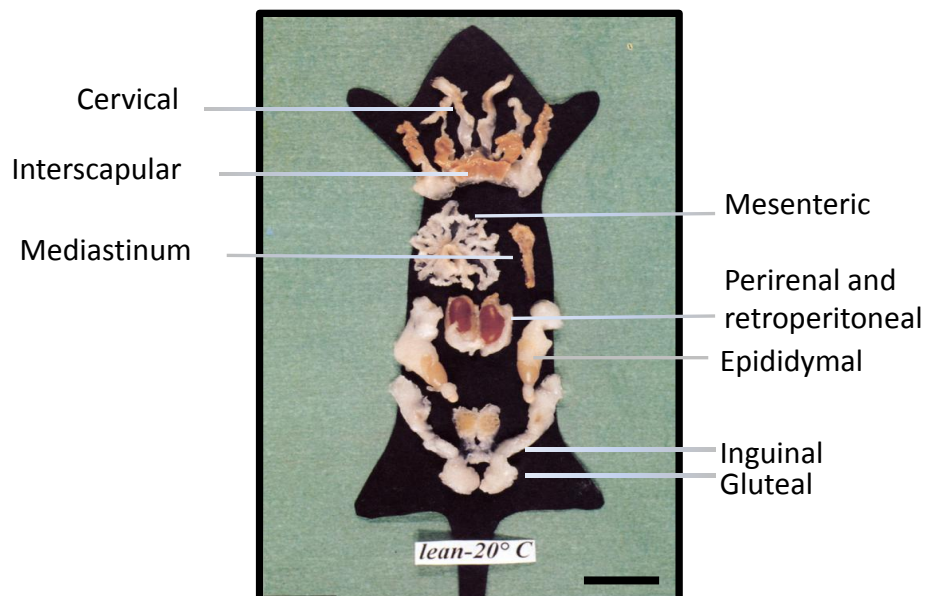 Cervical
Interscapular
Mediastinum
Mesenteric
Perirenal and
retroperitoneal
Epididymal
Inguinal
Gluteal
lean-20° C